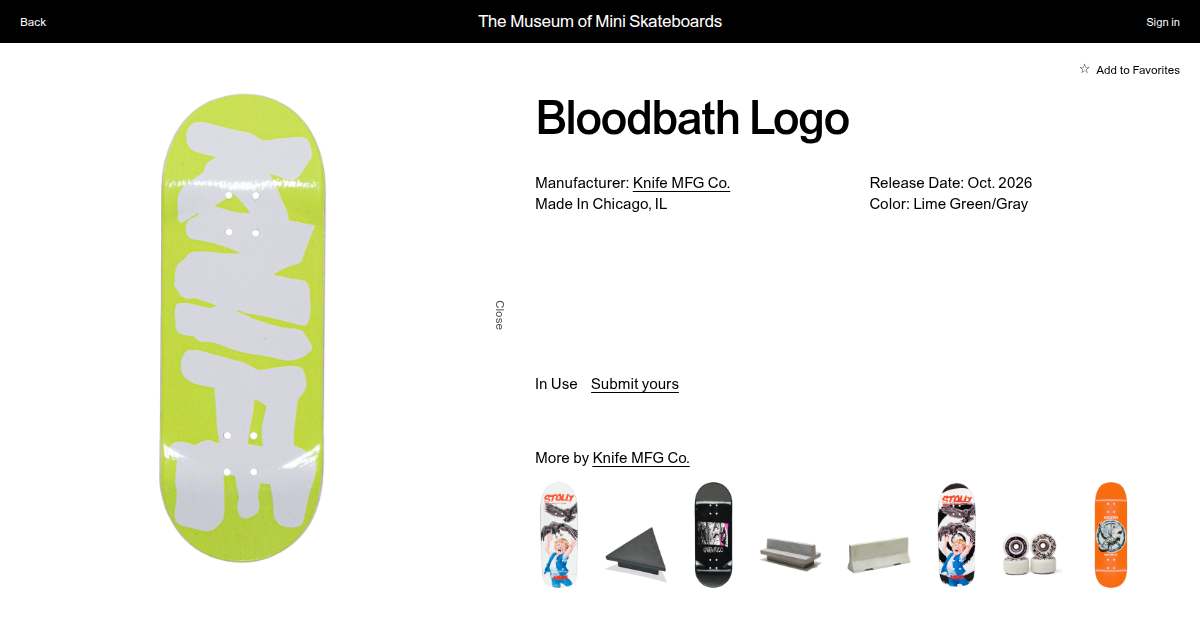 Back
The Museum of Mini Skateboards
Sign in
☆ Add to Favorites
KNIFE
Bloodbath Logo
Manufacturer: Knife MFG Co.
Made In Chicago, IL
Release Date: Oct. 2026
Color: Lime Green/Gray
Close
In Use Submit yours
More by Knife MFG Co.
STOLLY
STOLLY